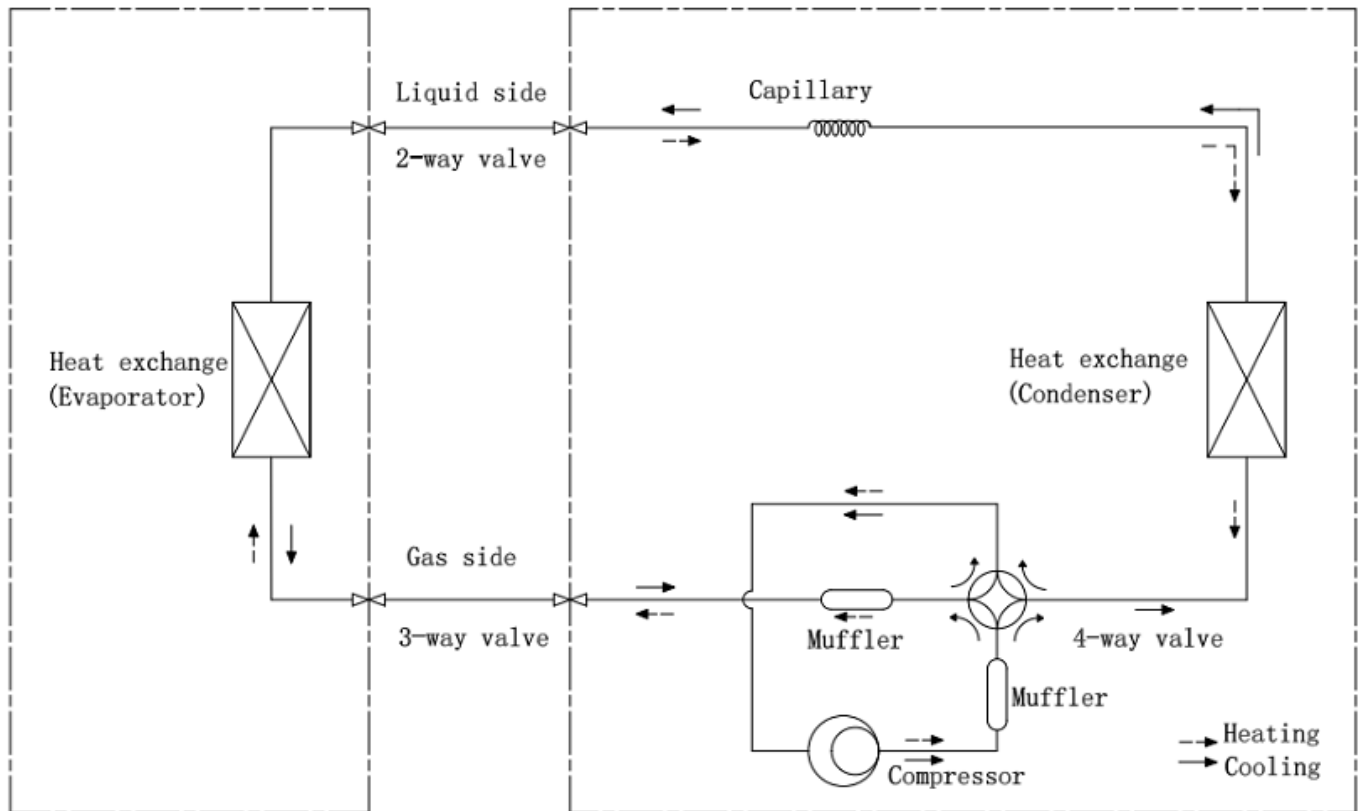 Liquid side
Capillary
2-way valve
Heat exchange
(Evaporator)
Heat exchange
(Condenser)
Gas side
3-way valve
Muffler
4-way valve
Muffler
Compressor
Heating
Cooling